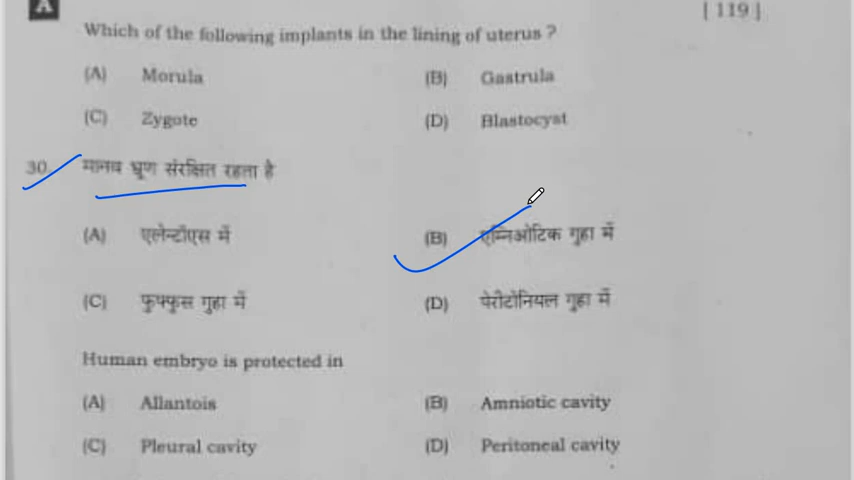 A
[ 119 ]
Which of the following implants in the lining of uterus ?
(A) Morula (B) Gastrula
(C) Zygote (D) Blastocyst
30. मानव भ्रूण संरक्षित रहता है
(A) एलेन्टॉएस में (B) एम्निओटिक गुहा में
(C) फुफ्फुस गुहा में (D) पेरीटोनियल गुहा में
Human embryo is protected in
(A) Allantois (B) Amniotic cavity
(C) Pleural cavity (D) Peritoneal cavity